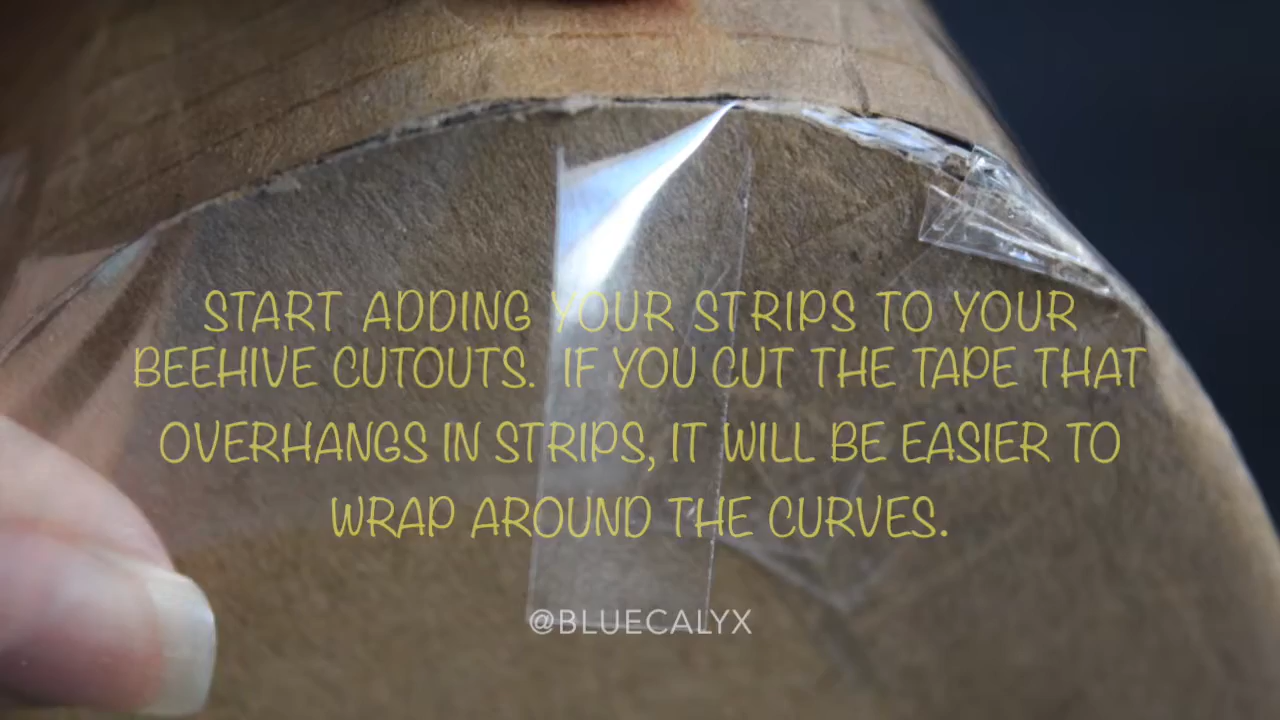 START ADDING YOUR STRIPS TO YOUR
BEEHIVE CUTOUTS. IF YOU CUT THE TAPE THAT
OVERHANGS IN STRIPS, IT WILL BE EASIER TO
WRAP AROUND THE CURVES.
@BLUECALYX